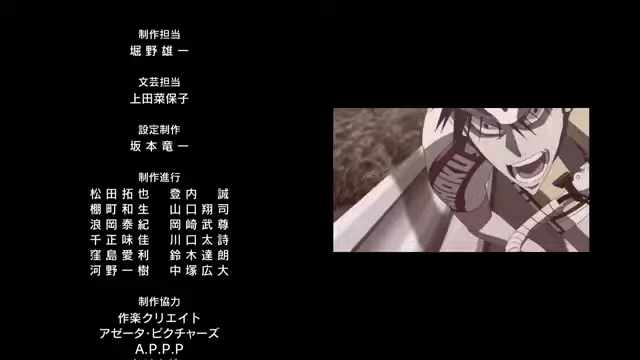 制作担当
堀野雄一
文芸担当
上田菜保子
設定制作
坂本竜一
制作進行
松田拓也 登内 誠
棚町和生 山口翔司
浪岡泰紀 岡崎武尊
千正味佳 川口太詩
窪島愛利 鈴木達朗
河野一樹 中塚広大
制作協力
作楽クリエイト
アゼータ・ピクチャーズ
A.P.P.P